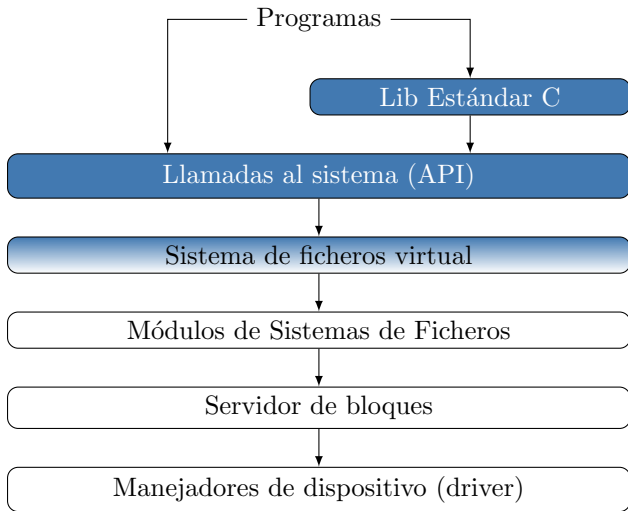 Programas
Lib Estándar C
Llamadas al sistema (API)
Sistema de ficheros virtual
Módulos de Sistemas de Ficheros
Servidor de bloques
Manejadores de dispositivo (driver)